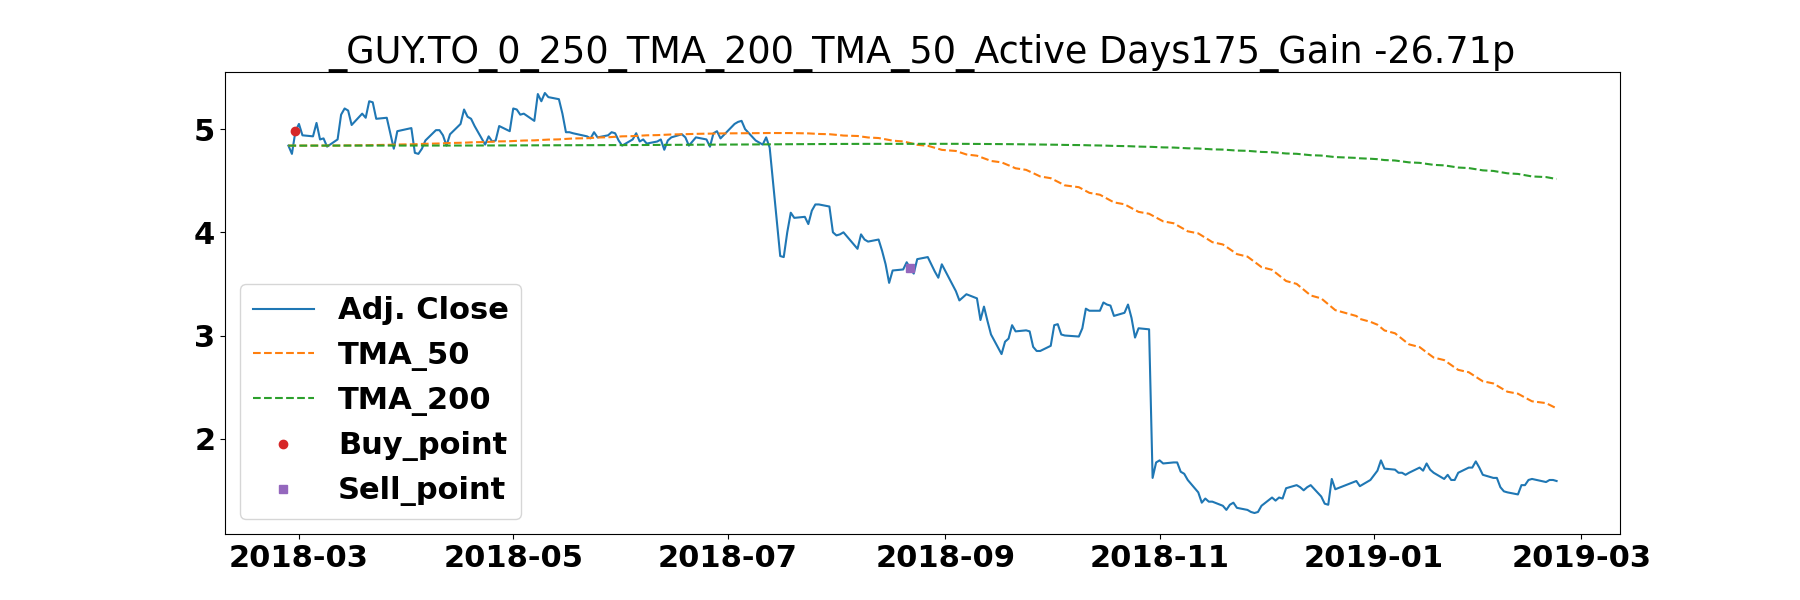 _GUY.TO_0_250_TMA_200_TMA_50_Active Days175_Gain -26.71p
5
4
3
2
Adj. Close
TMA_50
TMA_200
Buy_point
Sell_point
2018-03 2018-05 2018-07 2018-09 2018-11 2019-01 2019-03